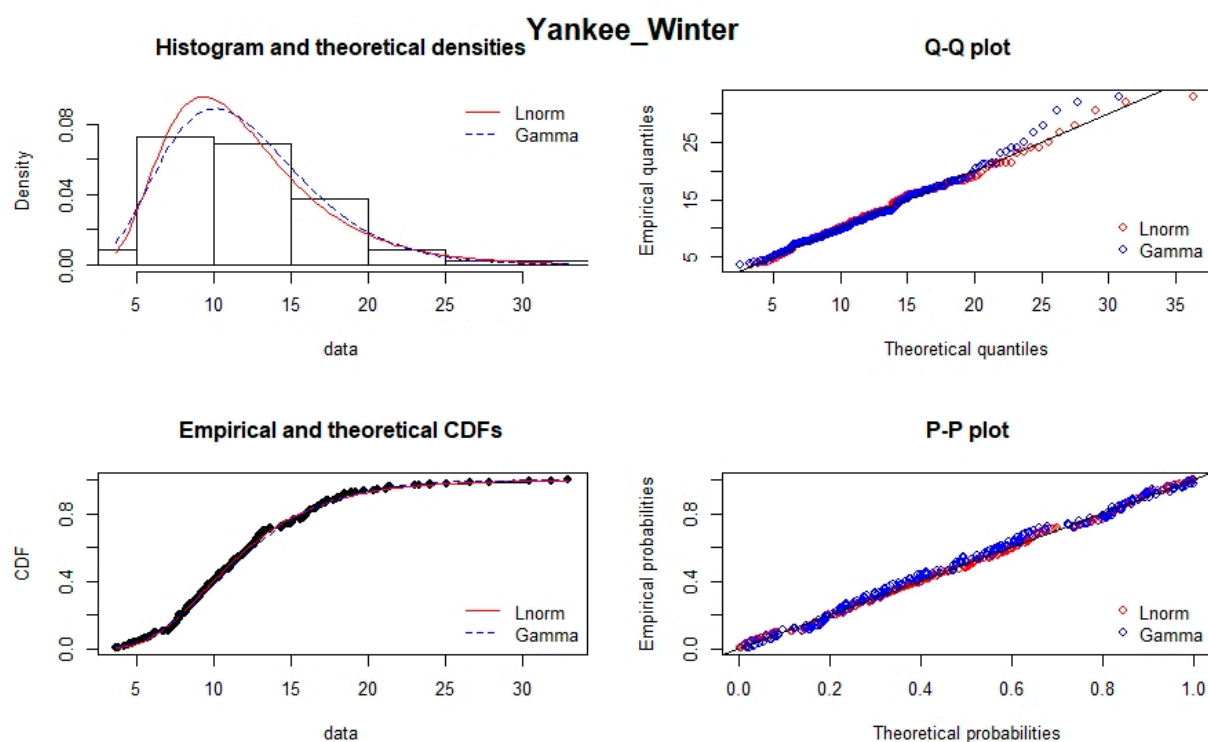 Yankee_Winter
Histogram and theoretical densities
Lnorm
Gamma
Density
0.00 0.04 0.08
5 10 15 20 25 30
data
Q-Q plot
Empirical quantiles
5 15 25
Lnorm
Gamma
5 10 15 20 25 30 35
Theoretical quantiles
Empirical and theoretical CDFs
CDF
0.0 0.4 0.8
Lnorm
Gamma
5 10 15 20 25 30
data
P-P plot
Empirical probabilities
0.0 0.4 0.8
Lnorm
Gamma
0.0 0.2 0.4 0.6 0.8 1.0
Theoretical probabilities